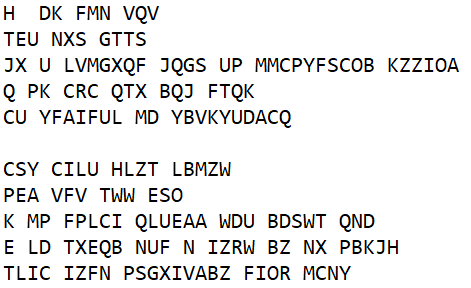 H  DK FMN VQV
TEU NXS GTTS
JX U LVMGXQF JQGS UP MMCPYFSCOB KZZIOA
Q PK CRC QTX BQJ FTQK
CU YFAIFUL MD YBVKYUDACQ

CSY CILU HLZT LBMZW
PEA VFV TWW ESO
K MP FPLCI QLUEAA WDU BDSWT QND
E LD TXEQB NUF N IZRW BZ NX PBKJH
TLIC IZFN PSGXIVABZ FIOR MCNY